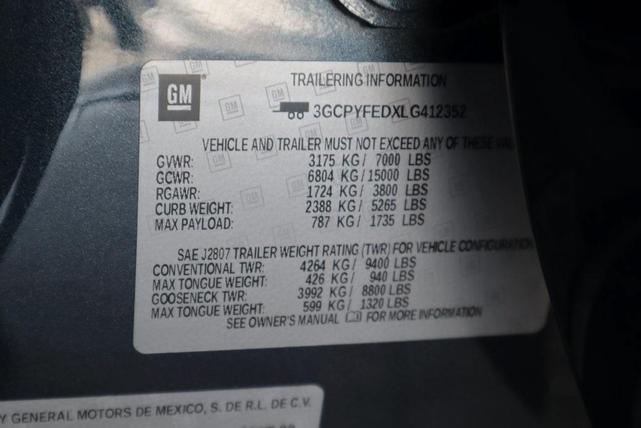 GM
TRAILERING INFORMATION
3GCPYFEDXLG412352
VEHICLE AND TRAILER MUST NOT EXCEED ANY OF THESE
GVWR: 3175 KG/ 7000 LBS
GCWR: 6804 KG/ 15000 LBS
RGAWR: 1724 KG/ 3800 LBS
CURB WEIGHT: 2388 KG/ 5265 LBS
MAX PAYLOAD: 787 KG/ 1735 LBS
SAE J2807 TRAILER WEIGHT RATING (TWR) FOR VEHICLE CONFIGURATION
CONVENTIONAL TWR: 4264 KG/ 9400 LBS
MAX TONGUE WEIGHT: 426 KG/ 940 LBS
GOOSENECK TWR: 3992 KG/ 8800 LBS
MAX TONGUE WEIGHT: 599 KG/ 1320 LBS
SEE OWNER'S MANUAL FOR MORE INFORMATION
Y GENERAL MOTORS DE MEXICO, S. DE R.L. DE C.V.